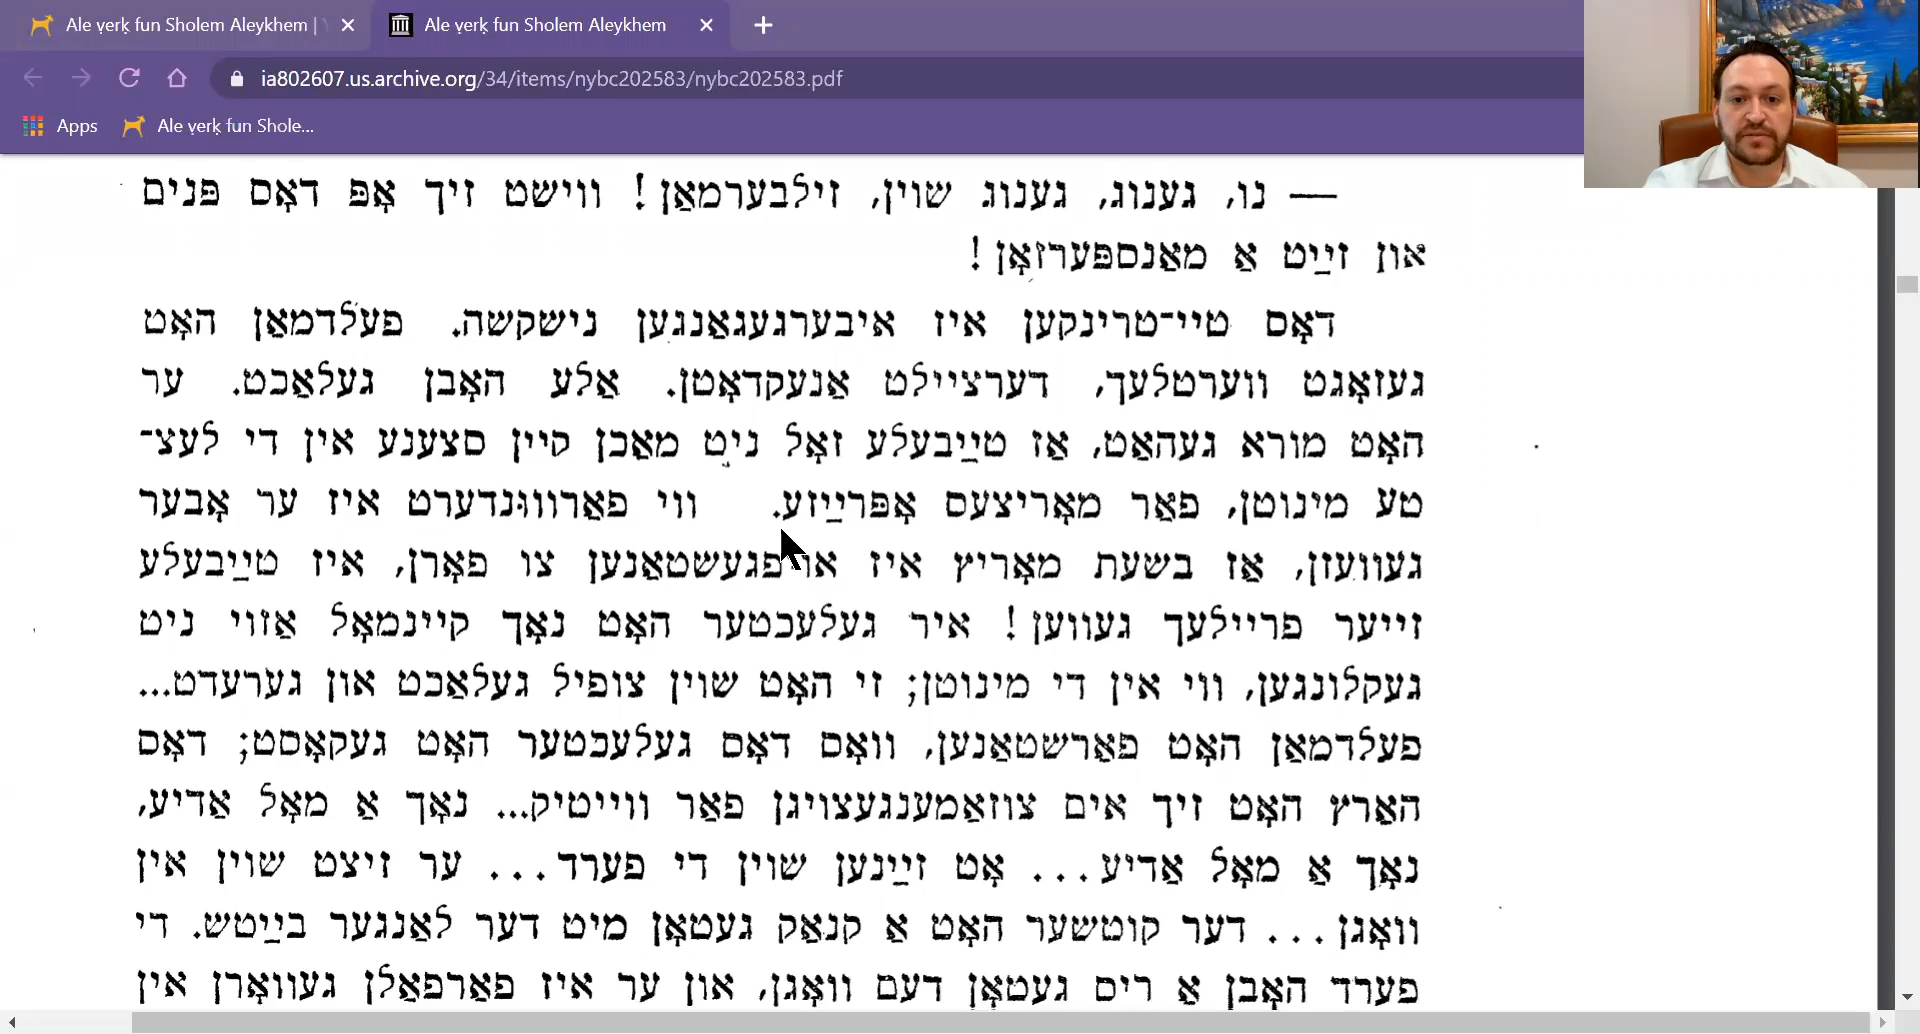 Ale ṿerḳ fun Sholem Aleykhem |
Ale ṿerḳ fun Sholem Aleykhem
ia802607.us.archive.org/34/items/nybc202583/nybc202583.pdf
Apps
Ale ṿerḳ fun Shole...
— נו, גענוג, גענוג שוין, זילבערמאַן! ווישט זיך אָפּ דאָס פּנים
און זײַט אַ מאַנספּערזאָן!
דאָס טיי־טרינקען איז איבערגעגאַנגען נישקשה. פעלדמאַן האָט
געזאָגט ווערטלעך, דערציילט אַנעקדאָטן. אַלע האָבן געלאַכט. ער
האָט מורא געהאַט, אַז טײַבעלע זאָל ניט מאַכן קיין סצענע אין די לעצ־
טע מינוטן, פאַר מאָריצעס אָפּרײַזע. ווי פאַרוווּנדערט איז ער אָבער
געוועזן, אַז בשעת מאָריץ איז אויפגעשטאַנען צו פאָרן, איז טײַבעלע
זייער פריילעך געווען! איר געלעכטער האָט נאָך קיינמאָל אַזוי ניט
געקלונגען, ווי אין די מינוטן; זי האָט שוין צופיל געלאַכט און גערעדט...
פעלדמאַן האָט פאַרשטאַנען, וואָס דאָס געלעכטער האָט געקאָסט; דאָס
האַרץ האָט זיך אים צוזאַמענגעצויגן פאַר ווייטיק... נאָך אַ מאָל אַדיע,
נאָך אַ מאָל אַדיע... אָט זײַנען שוין די פערד... ער זיצט שוין אין
וואָגן... דער קוטשער האָט אַ קנאַק געטאָן מיט דער לאַנגער בײַטש. די
פערד האָבן אַ ריס געטאָן דעם וואָגן, און ער איז פאַרפאַלן געוואָרן אין